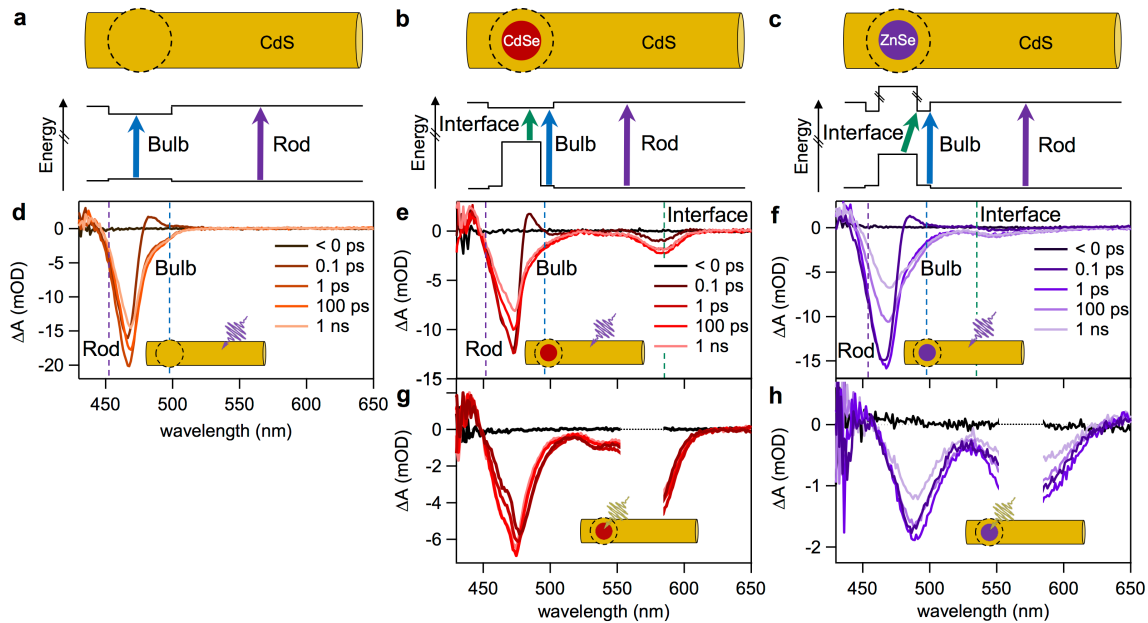 a
CdS
b
CdSe
CdS
c
ZnSe
CdS
Energy
Bulb
Rod
Energy
Interface
Bulb
Rod
Energy
Interface
Bulb
Rod
d
ΔA (mOD)
0
-5
-10
-15
-20
< 0 ps
0.1 ps
1 ps
100 ps
1 ns
Bulb
Rod
450
500
550
600
650
wavelength (nm)
e
ΔA (mOD)
0
-5
-10
-15
Interface
< 0 ps
0.1 ps
1 ps
100 ps
1 ns
Bulb
Rod
f
ΔA (mOD)
0
-5
-10
-15
Interface
< 0 ps
0.1 ps
1 ps
100 ps
1 ns
Bulb
Rod
g
ΔA (mOD)
0
-2
-4
-6
450
500
550
600
650
wavelength (nm)
h
ΔA (mOD)
0
-1
-2
450
500
550
600
650
wavelength (nm)